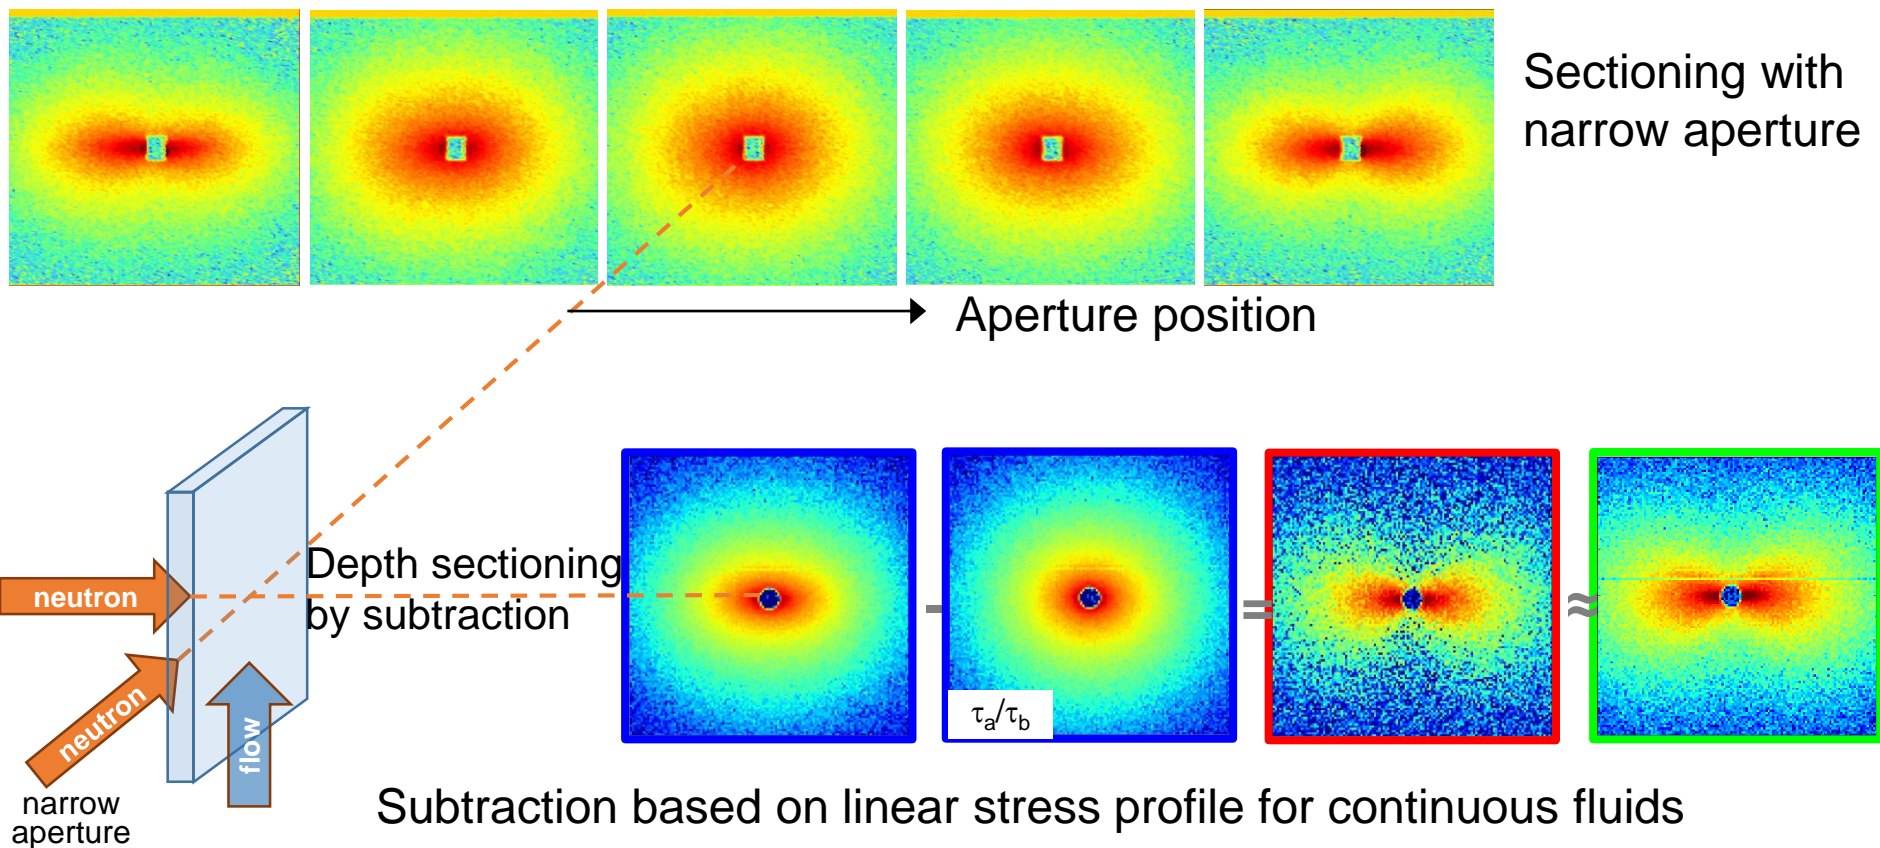 Sectioning with
narrow aperture
Aperture position
Depth sectioning
by subtraction
neutron
neutron
flow
narrow
aperture
τa/τb
-
=
≈
Subtraction based on linear stress profile for continuous fluids